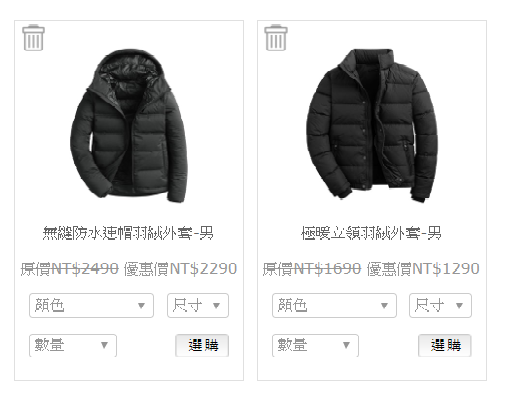 無縫防水連帽羽絨外套-男
原價NT$2490 優惠價NT$2290
顏色 尺寸
數量 選購
極暖立領羽絨外套-男
原價NT$1690 優惠價NT$1290
顏色 尺寸
數量 選購